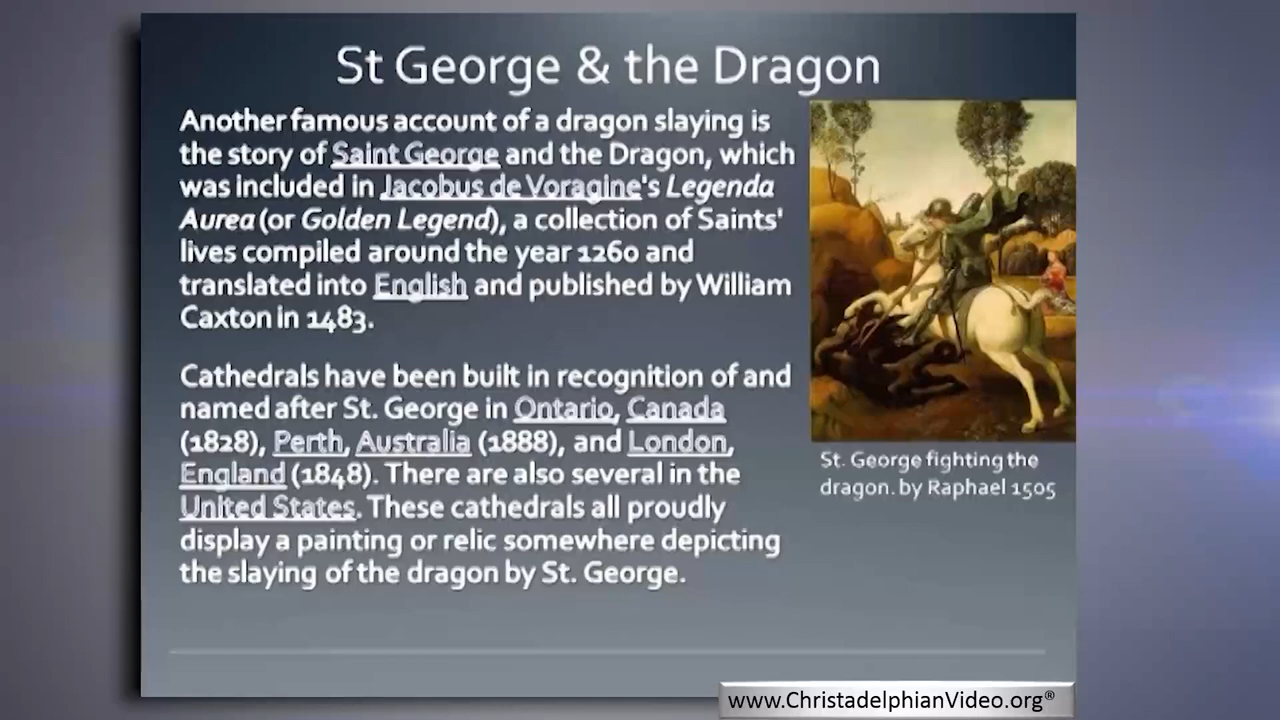 St George & the Dragon
Another famous account of a dragon slaying is
the story of Saint George and the Dragon, which
was included in Jacobus de Voragine's Legenda
Aurea (or Golden Legend), a collection of Saints'
lives compiled around the year 1260 and
translated into English and published by William
Caxton in 1483.
Cathedrals have been built in recognition of and
named after St. George in Ontario, Canada
(1828), Perth, Australia (1888), and London,
England (1848). There are also several in the
United States. These cathedrals all proudly
display a painting or relic somewhere depicting
the slaying of the dragon by St. George.
St. George fighting the
dragon. by Raphael 1505
www.ChristadelphianVideo.org®